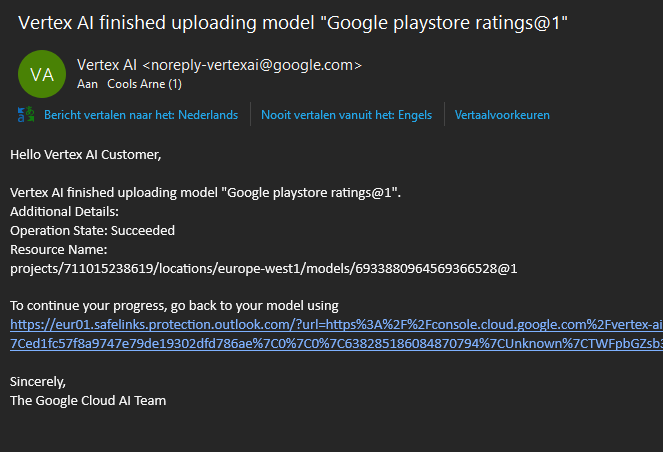 Vertex AI finished uploading model "Google playstore ratings@1"
VA
Vertex AI <noreply-vertexai@google.com>
Aan Cools Arne (1)
Bericht vertalen naar het: Nederlands
Nooit vertalen vanuit het: Engels
Vertaalvoorkeuren
Hello Vertex AI Customer,
Vertex AI finished uploading model "Google playstore ratings@1".
Additional Details:
Operation State: Succeeded
Resource Name:
projects/711015238619/locations/europe-west1/models/6933880964569366528@1
To continue your progress, go back to your model using
https://eur01.safelinks.protection.outlook.com/?url=https%3A%2F%2Fconsole.cloud.google.com%2Fvertex-ai
7Ced1fc57f8a9747e79de19302dfd786ae%7C0%7C0%7C638285186084870794%7CUnknown%7CTWFpbGZsb3
Sincerely,
The Google Cloud AI Team